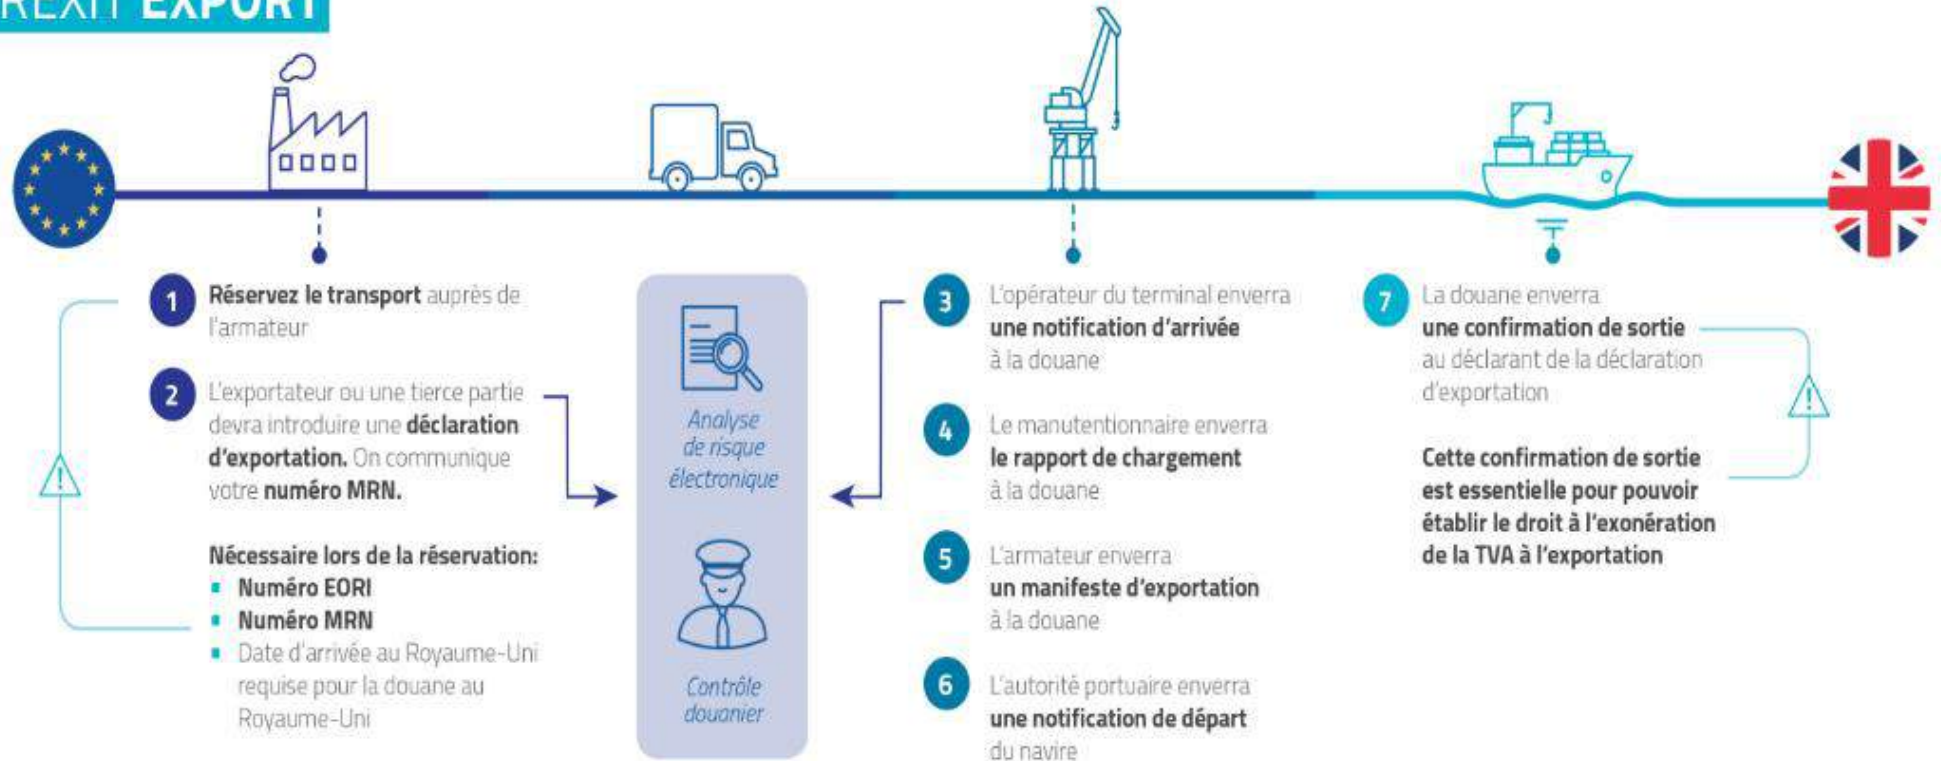 REXIT EXPORT
1
Réservez le transport auprès de
l'armateur
2
L'exportateur ou une tierce partie
devra introduire une déclaration
d'exportation. On communique
votre numéro MRN.
Nécessaire lors de la réservation:
Numéro EORI
Numéro MRN
Date d'arrivée au Royaume-Uni
requise pour la douane au
Royaume-Uni
Analyse
de risque
électronique
Contrôle
douanier
3
L'opérateur du terminal enverra
une notification d'arrivée
à la douane
4
Le manutentionnaire enverra
le rapport de chargement
à la douane
5
L'armateur enverra
un manifeste d'exportation
à la douane
6
L'autorité portuaire enverra
une notification de départ
du navire
7
La douane enverra
une confirmation de sortie
au déclarant de la déclaration
d'exportation
Cette confirmation de sortie
est essentielle pour pouvoir
établir le droit à l'exonération
de la TVA à l'exportation